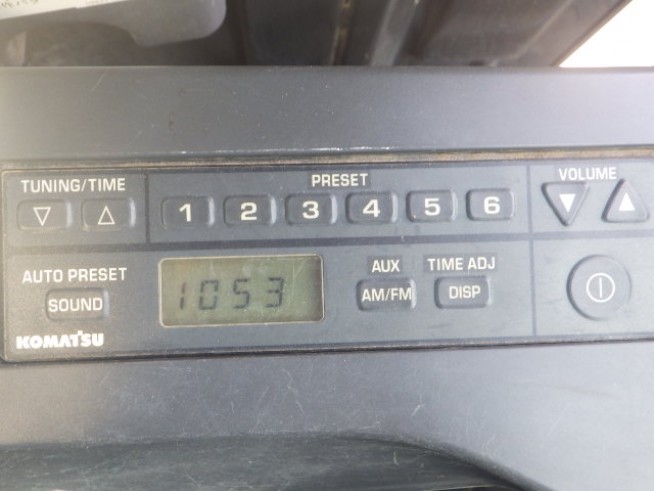 TUNING/TIME
PRESET
VOLUME
1 2 3 4 5 6
AUTO PRESET
SOUND
1053
AUX
AM/FM
TIME ADJ
DISP
KOMATSU